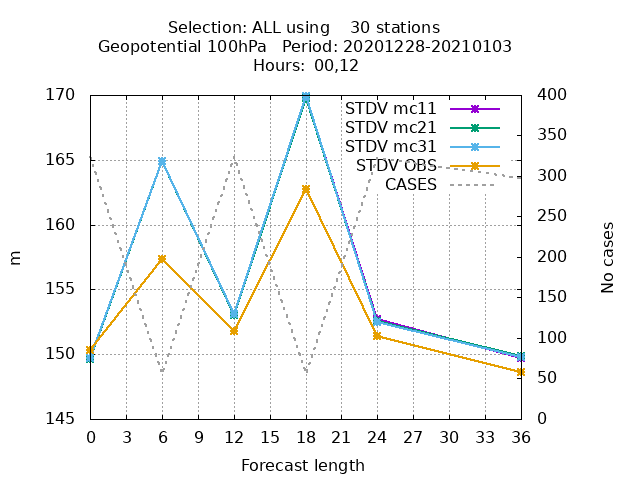 Selection: ALL using    30 stations
Geopotential 100hPa   Period: 20201228-20210103
Hours:  00,12
170
165
160
155
150
145
m
400
350
300
250
200
150
100
50
0
No cases
STDV mc11
STDV mc21
STDV mc31
STDV OBS
CASES
0 3 6 9 12 15 18 21 24 27 30 33 36
Forecast length